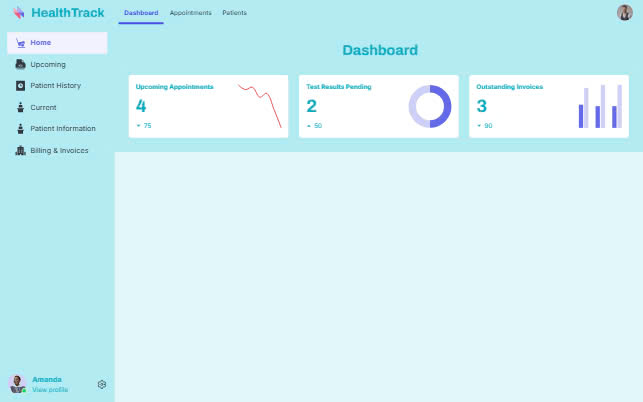 HealthTrack
Dashboard Appointments Patients
Home
Upcoming
Patient History
Current
Patient Information
Billing & Invoices
Dashboard
Upcoming Appointments
4
75
Test Results Pending
2
50
Outstanding Invoices
3
90
Amanda
View profile